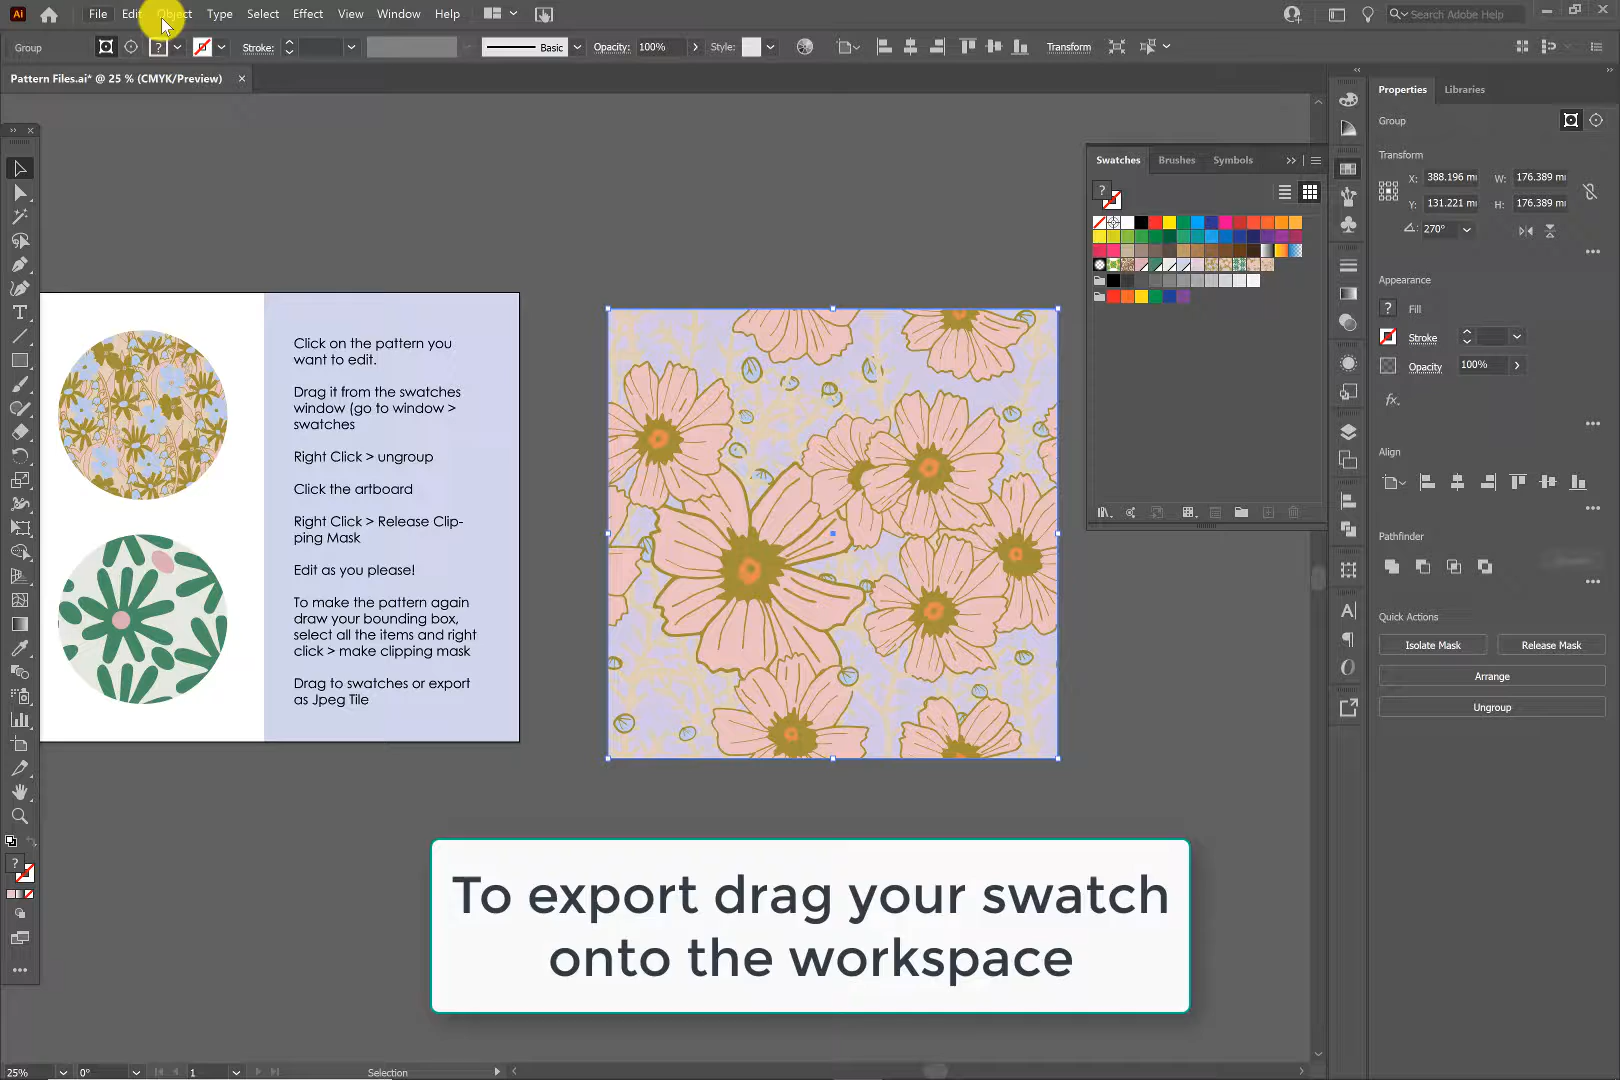 Ai File Edit Object Type Select Effect View Window Help Search Adobe Help
Group ? Stroke: Basic Opacity: 100% Style: Transform
Pattern Files.ai* @ 25 % (CMYK/Preview)
Click on the pattern you
want to edit.
Drag it from the swatches
window (go to window >
swatches
Right Click > ungroup
Click the artboard
Right Click > Release Clip-
ping Mask
Edit as you please!
To make the pattern again
draw your bounding box,
select all the items and right
click > make clipping mask
Drag to swatches or export
as Jpeg Tile
Swatches Brushes Symbols
?
Properties Libraries
Group
Transform
X: 388.196 m W: 176.389 m
Y: 131.221 m H: 176.389 m
270°
Appearance
? Fill
Stroke
Opacity 100%
fx.
Align
Pathfinder
Quick Actions
Isolate Mask Release Mask
Arrange
Ungroup
To export drag your swatch
onto the workspace
?
25% 0° 1 Selection